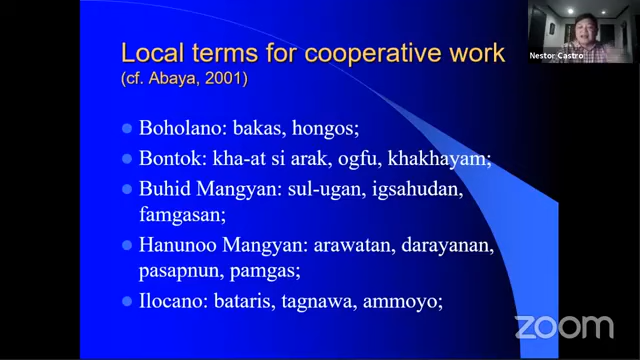 Local terms for cooperative work
(cf. Abaya, 2001)
Nestor Castro
Boholano: bakas, hongos;
Bontok: kha-at si arak, ogfu, khakhayam;
Buhid Mangyan: sul-ugan, igsahudan,
famgasan;
Hanunoo Mangyan: arawatan, darayanan,
pasapnun, pamgas;
Ilocano: bataris, tagnawa, ammoyo;
zoom